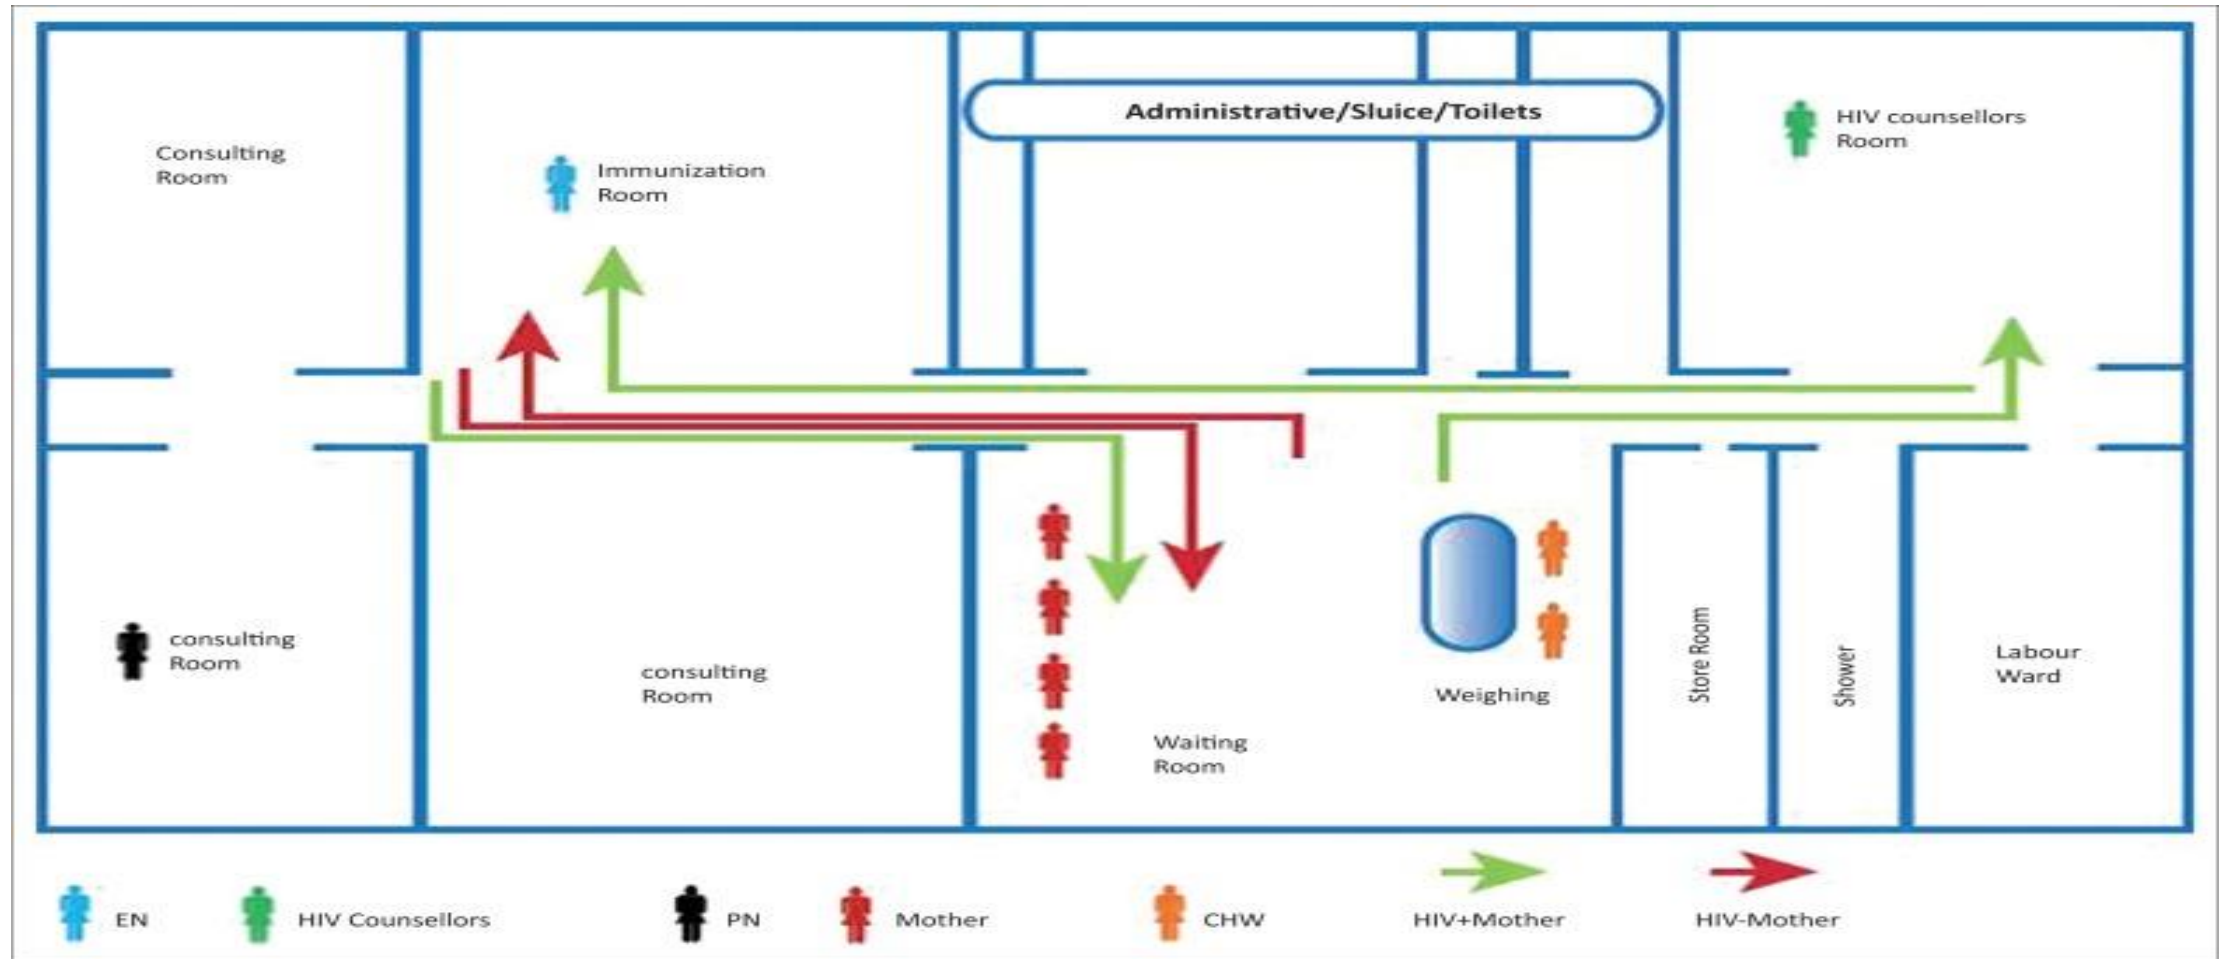 Administrative/Sluice/Toilets
HIV counsellors
Room
Consulting
Room
Immunization
Room
consulting
Room
consulting
Room
Waiting
Room
Weighing
Store Room
Shower
Labour
Ward
EN
HIV Counsellors
PN
Mother
CHW
HIV+Mother
HIV-Mother